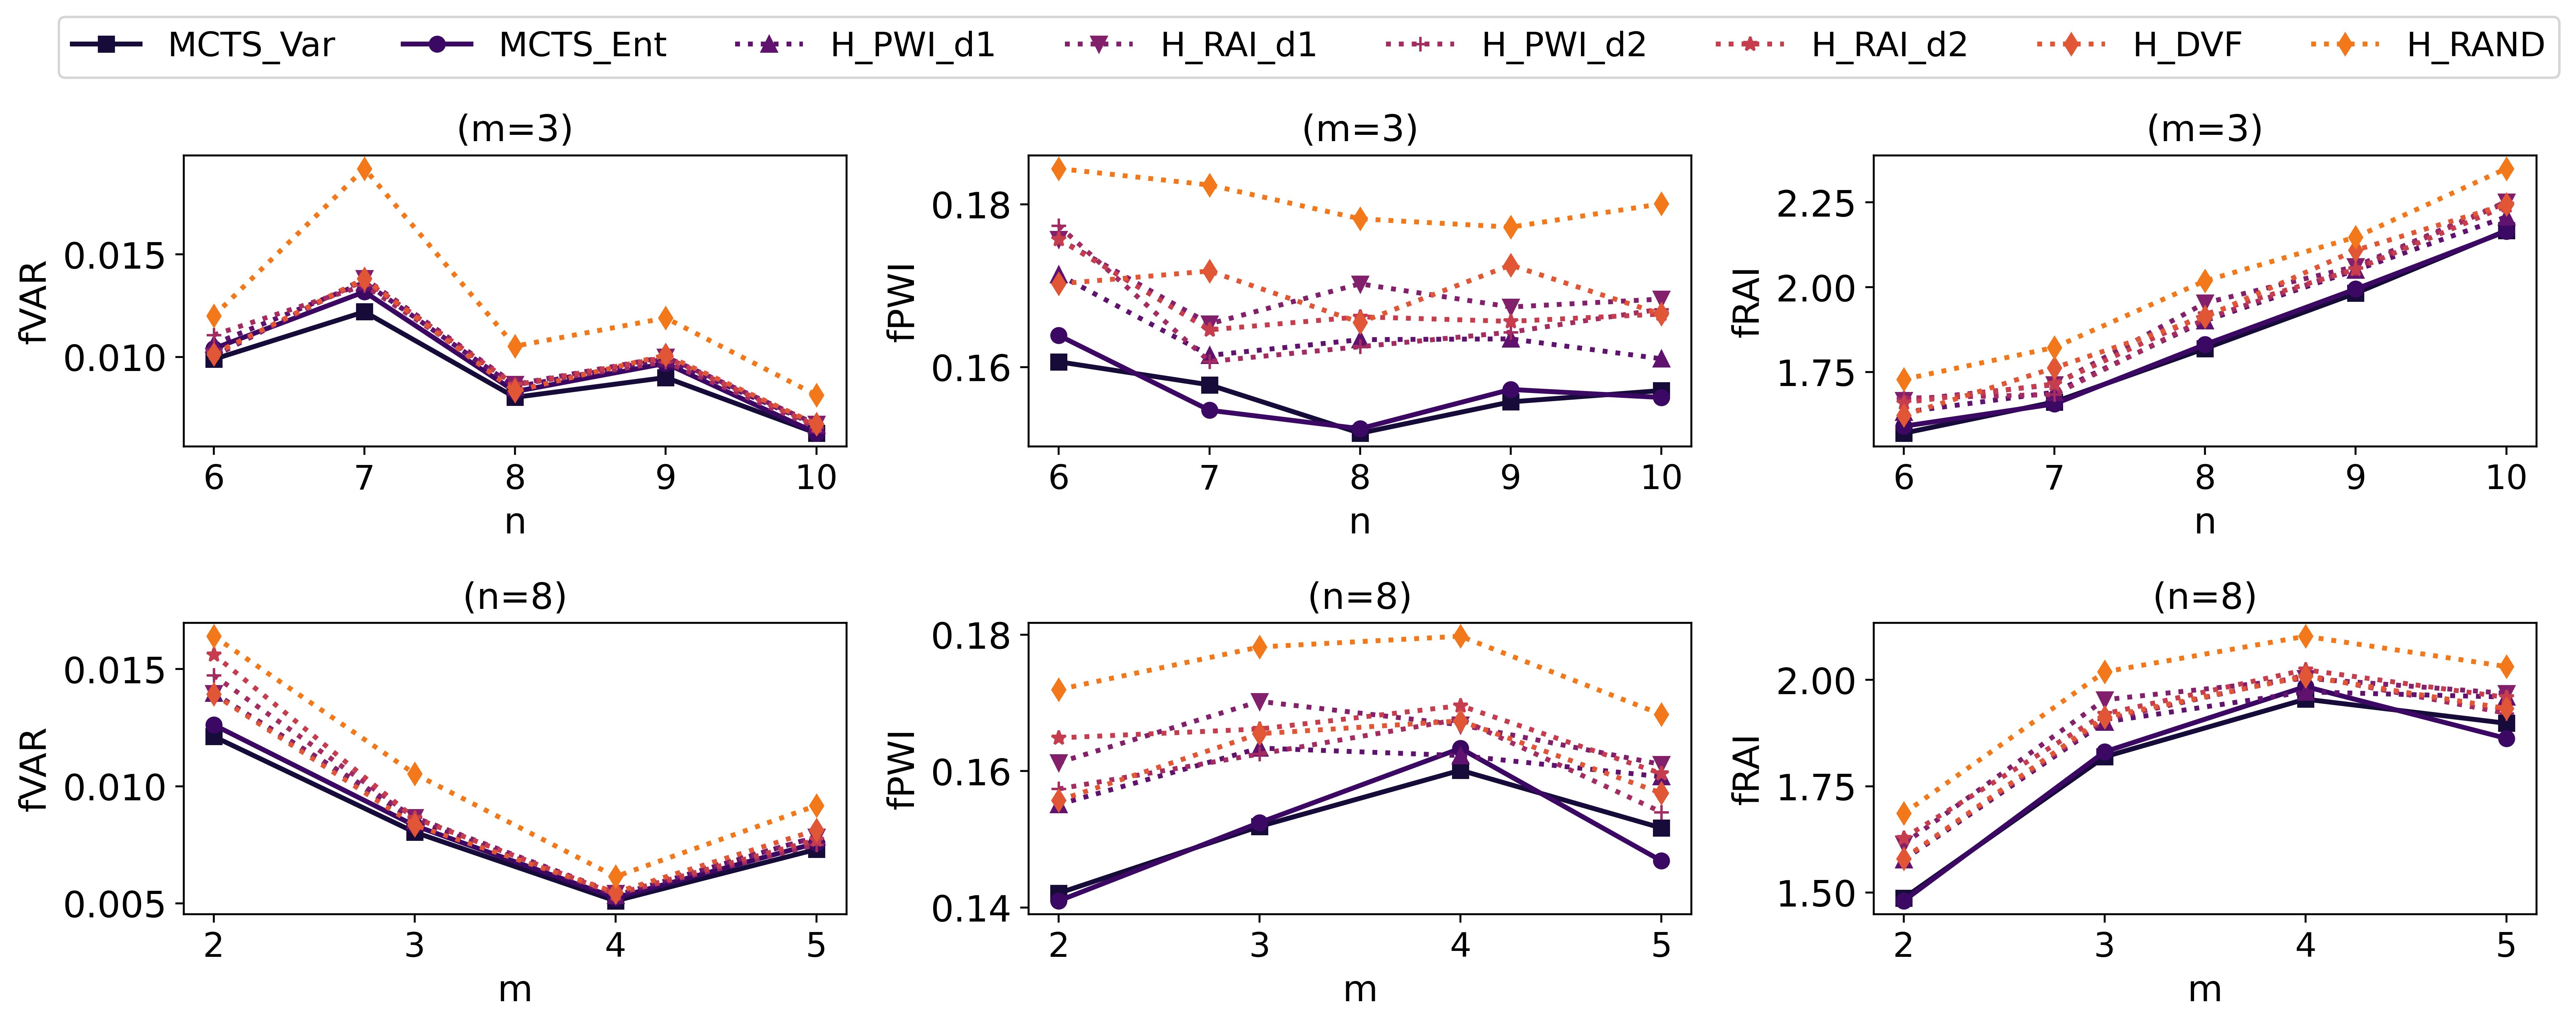 MCTS_Var MCTS_Ent H_PWI_d1 H_RAI_d1 H_PWI_d2 H_RAI_d2 H_DVF H_RAND
(m=3) (m=3) (m=3)
fVAR
0.015
0.010
6 7 8 9 10
n
fPWI
0.18
0.16
6 7 8 9 10
n
fRAI
2.25
2.00
1.75
6 7 8 9 10
n
(n=8) (n=8) (n=8)
fVAR
0.015
0.010
0.005
2 3 4 5
m
fPWI
0.18
0.16
0.14
2 3 4 5
m
fRAI
2.00
1.75
1.50
2 3 4 5
m